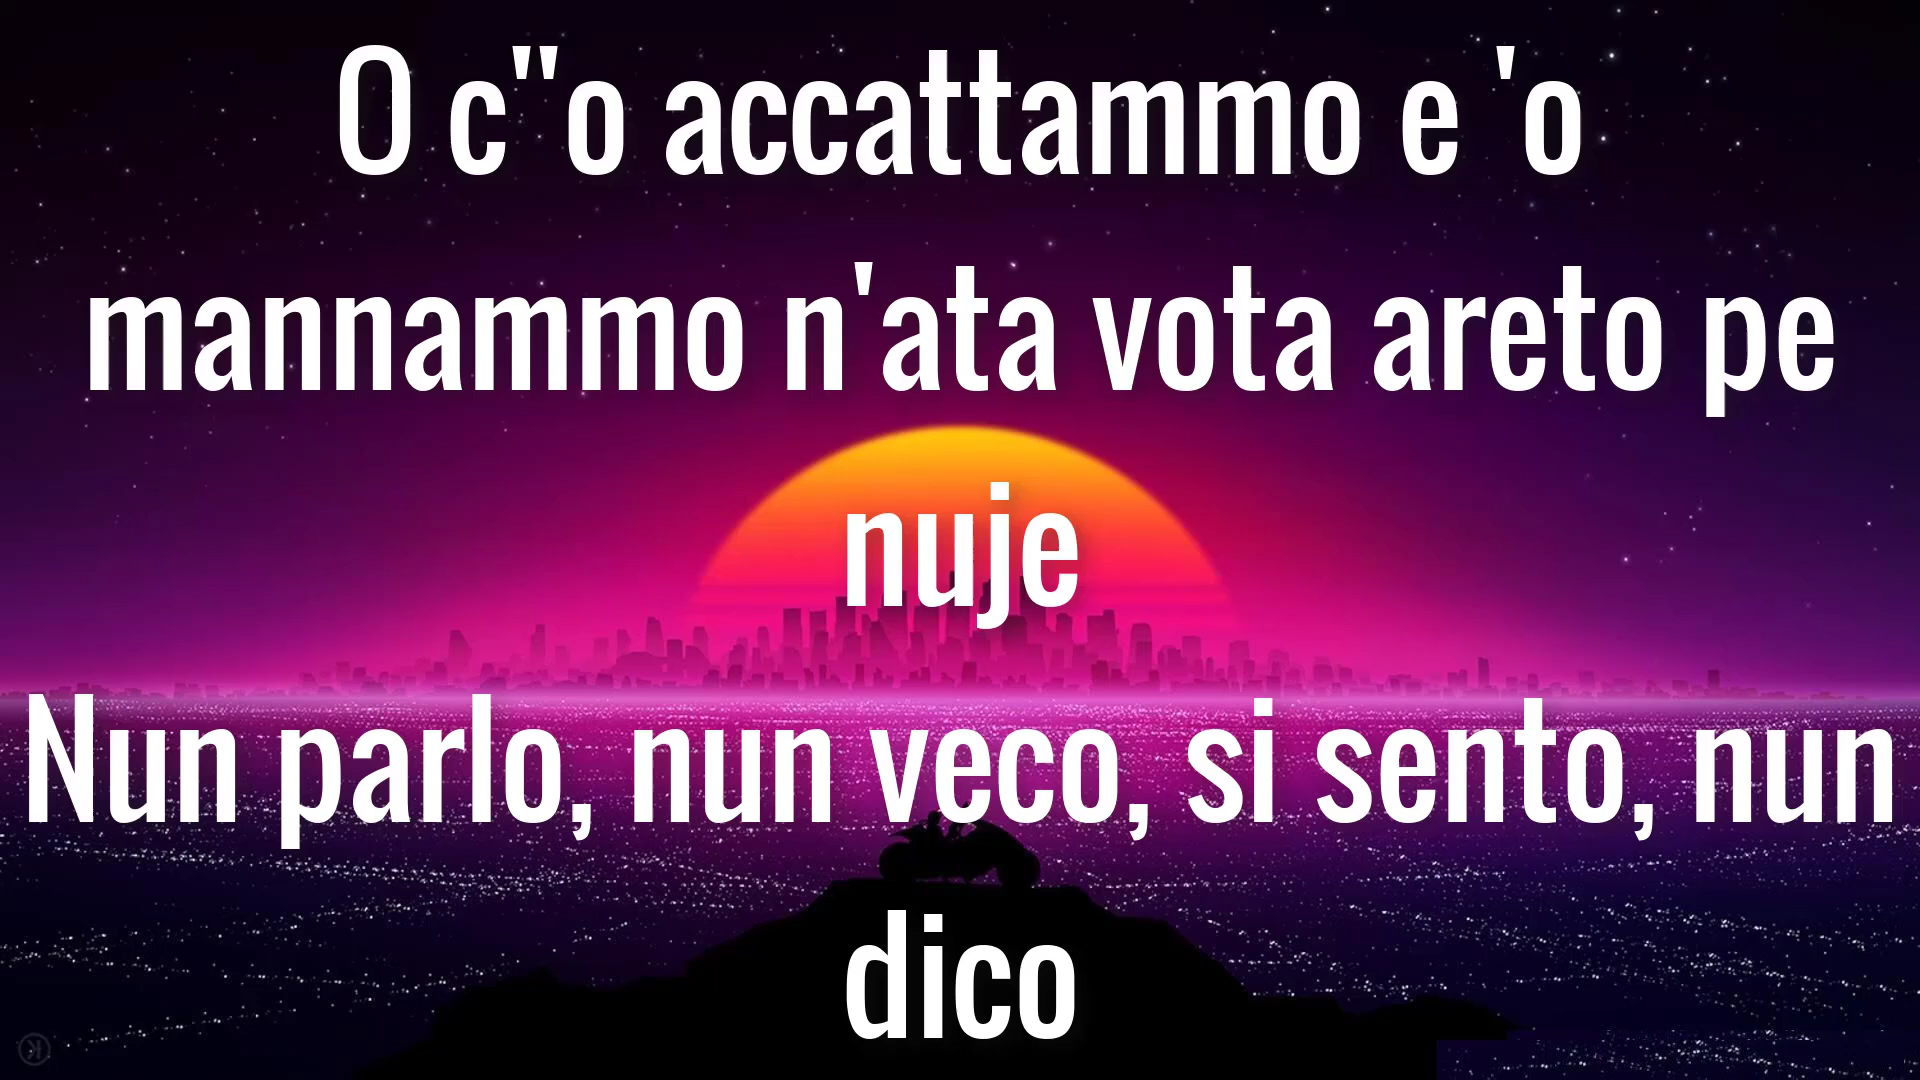 O c"o accattammo e 'o
mannammo n'ata vota areto pe
nuje
Nun parlo, nun veco, si sento, nun
dico